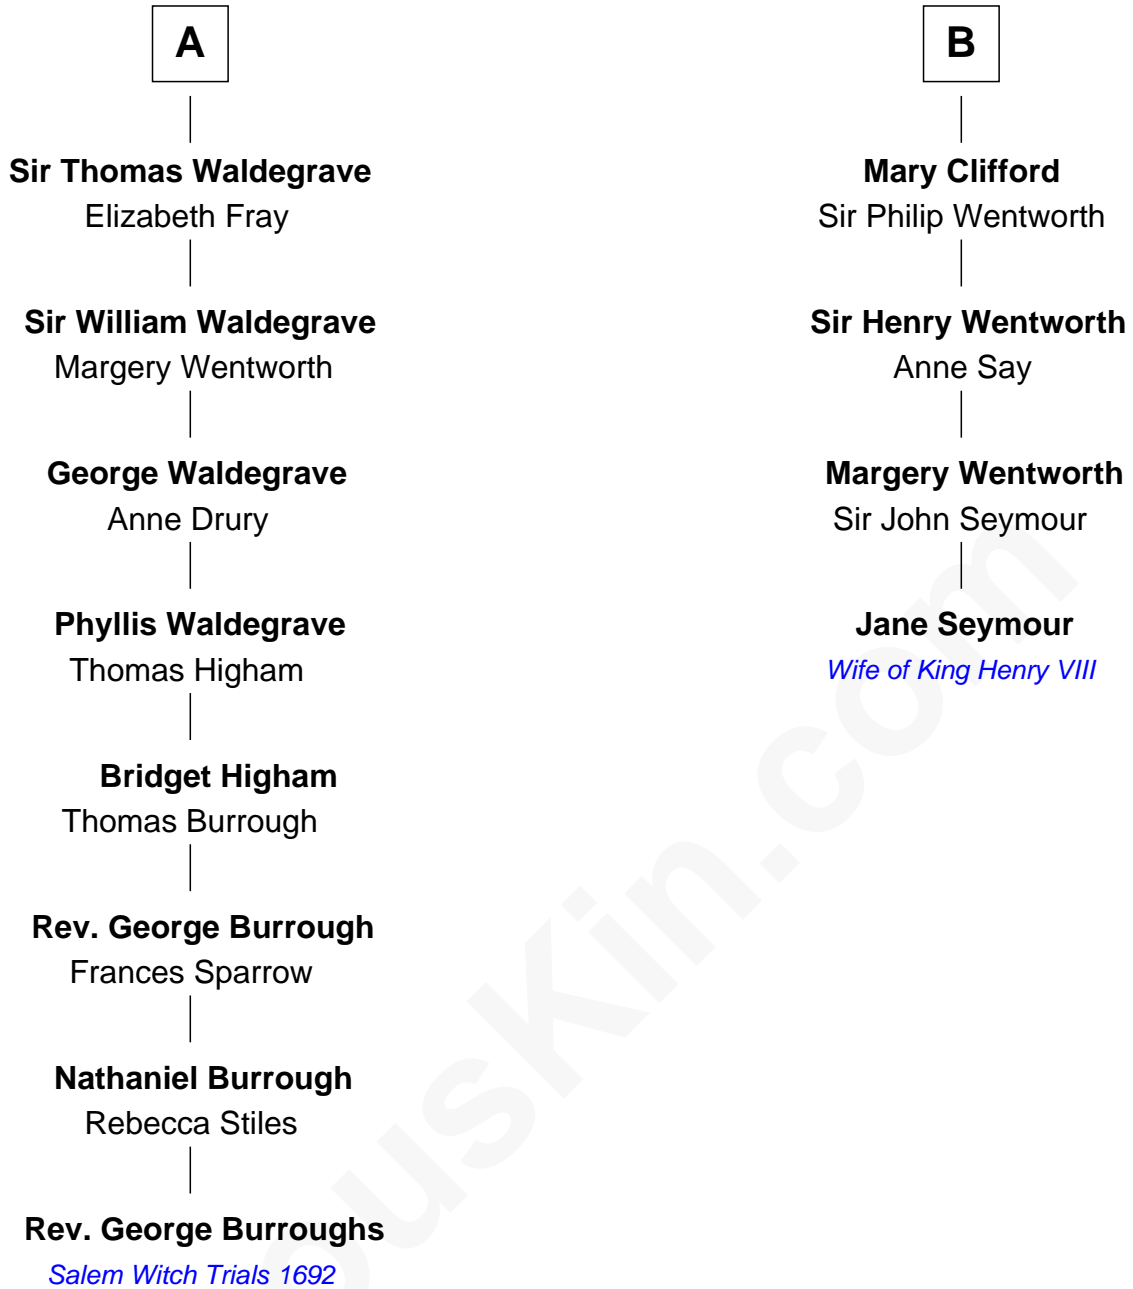 A
Sir Thomas Waldegrave
Elizabeth Fray
Sir William Waldegrave
Margery Wentworth
George Waldegrave
Anne Drury
Phyllis Waldegrave
Thomas Higham
Bridget Higham
Thomas Burrough
Rev. George Burrough
Frances Sparrow
Nathaniel Burrough
Rebecca Stiles
Rev. George Burroughs
Salem Witch Trials 1692
B
Mary Clifford
Sir Philip Wentworth
Sir Henry Wentworth
Anne Say
Margery Wentworth
Sir John Seymour
Jane Seymour
Wife of King Henry VIII
ousKin.com